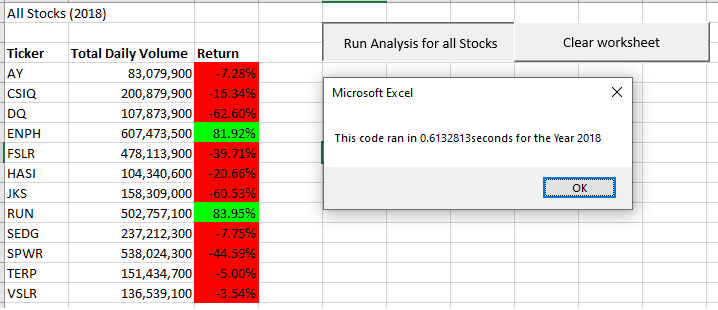 All Stocks (2018)
Run Analysis for all Stocks Clear worksheet
Ticker Total Daily Volume Return
AY 83,079,900 -7.28%
CSIQ 200,879,900 -16.34%
DQ 107,873,900 -62.60%
ENPH 607,473,500 81.92%
FSLR 478,113,900 -39.71%
HASI 104,340,600 -20.66%
JKS 158,309,000 -60.53%
RUN 502,757,100 83.95%
SEDG 237,212,300 -7.75%
SPWR 538,024,300 -44.59%
TERP 151,434,700 -5.00%
VSLR 136,539,100 -3.54%
Microsoft Excel
This code ran in 0.6132813seconds for the Year 2018
OK